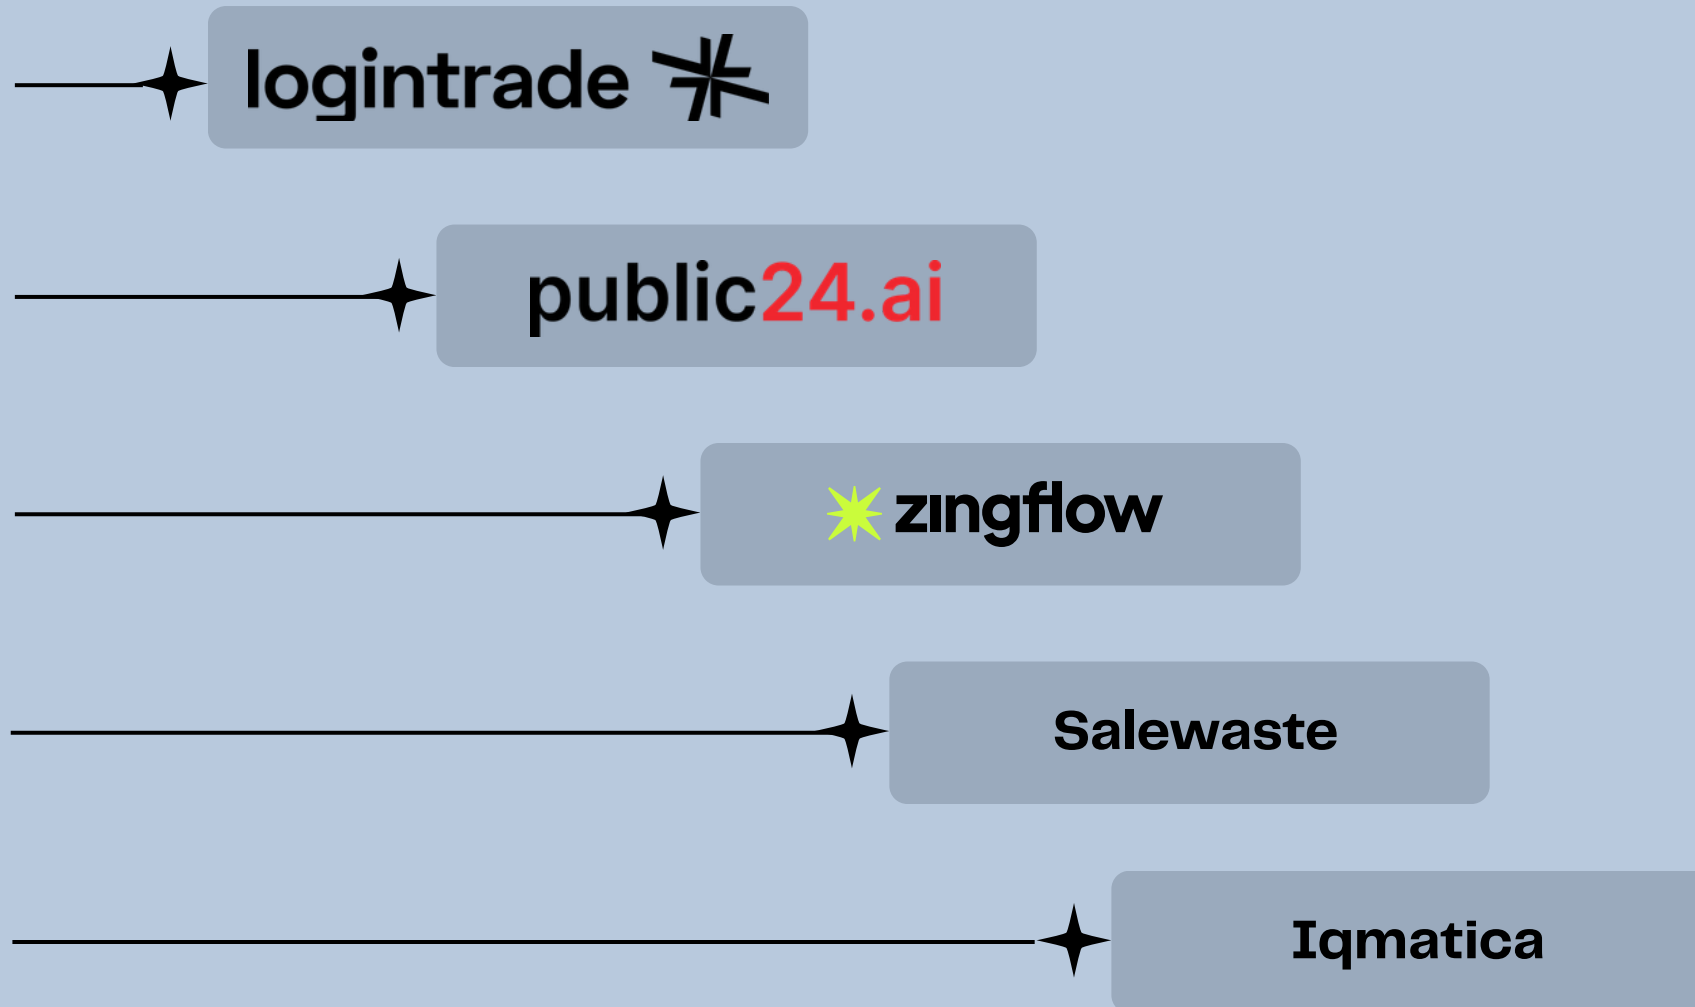 logintrade
public24.ai
zingflow
Salewaste
Iqmatica